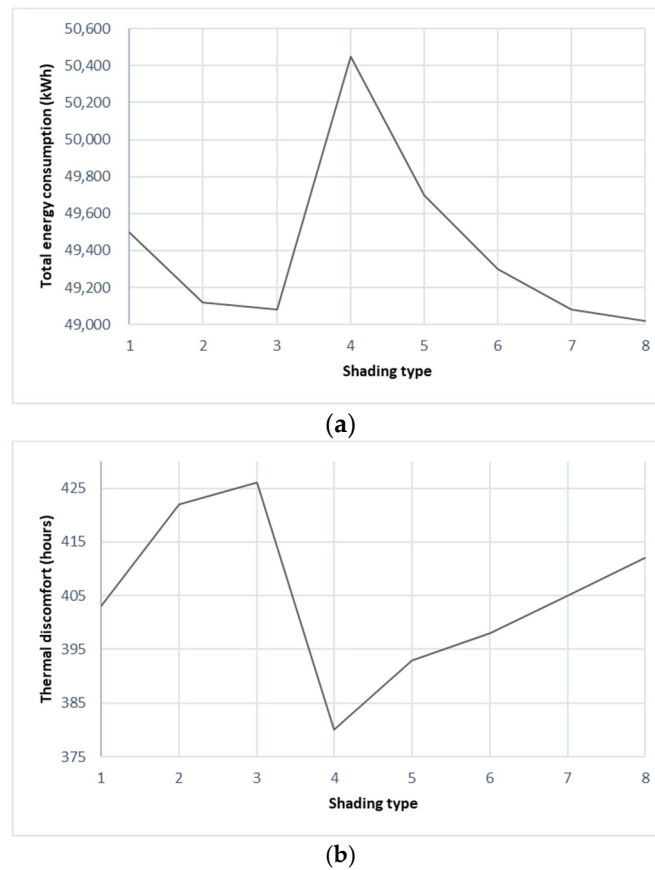 50,600
50,400
50,200
50,000
49,800
49,600
49,400
49,200
49,000
Total energy consumption (kWh)
1 2 3 4 5 6 7 8
Shading type
(a)
425
415
405
395
385
375
Thermal discomfort (hours)
1 2 3 4 5 6 7 8
Shading type
(b)